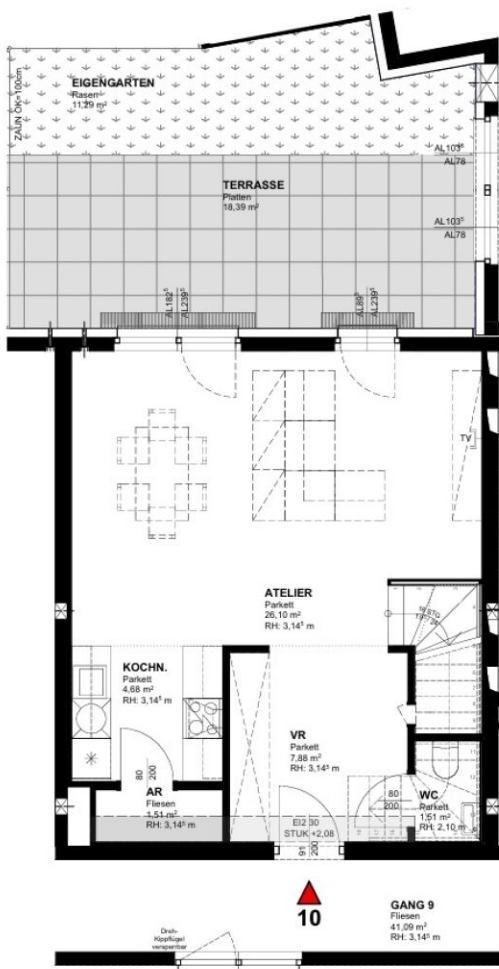 EIGENGARTEN
Rasen
11,29 m²
ZAUN OK=100cm
TERRASSE
Platten
18,39 m²
AL103⁵
AL78
AL103⁵
AL78
AL182⁵
AL239⁵
AL89⁵
AL239⁵
TV
ATELIER
Parkett
26,10 m²
RH: 3,14⁵ m
16 STG
KOCHN.
Parkett
4,68 m²
RH: 3,14⁵ m
VR
Parkett
7,88 m²
RH: 3,14⁵ m
80
200
AR
Fliesen
1,51 m²
RH: 3,14⁵ m
80
200
WC
Parkett
1,51 m²
RH: 2,10 m
EI2 30
STUK +2,08
91
200
10
GANG 9
Fliesen
41,09 m²
RH: 3,14⁵ m
Dreh-
Kippflügel
versperrbar